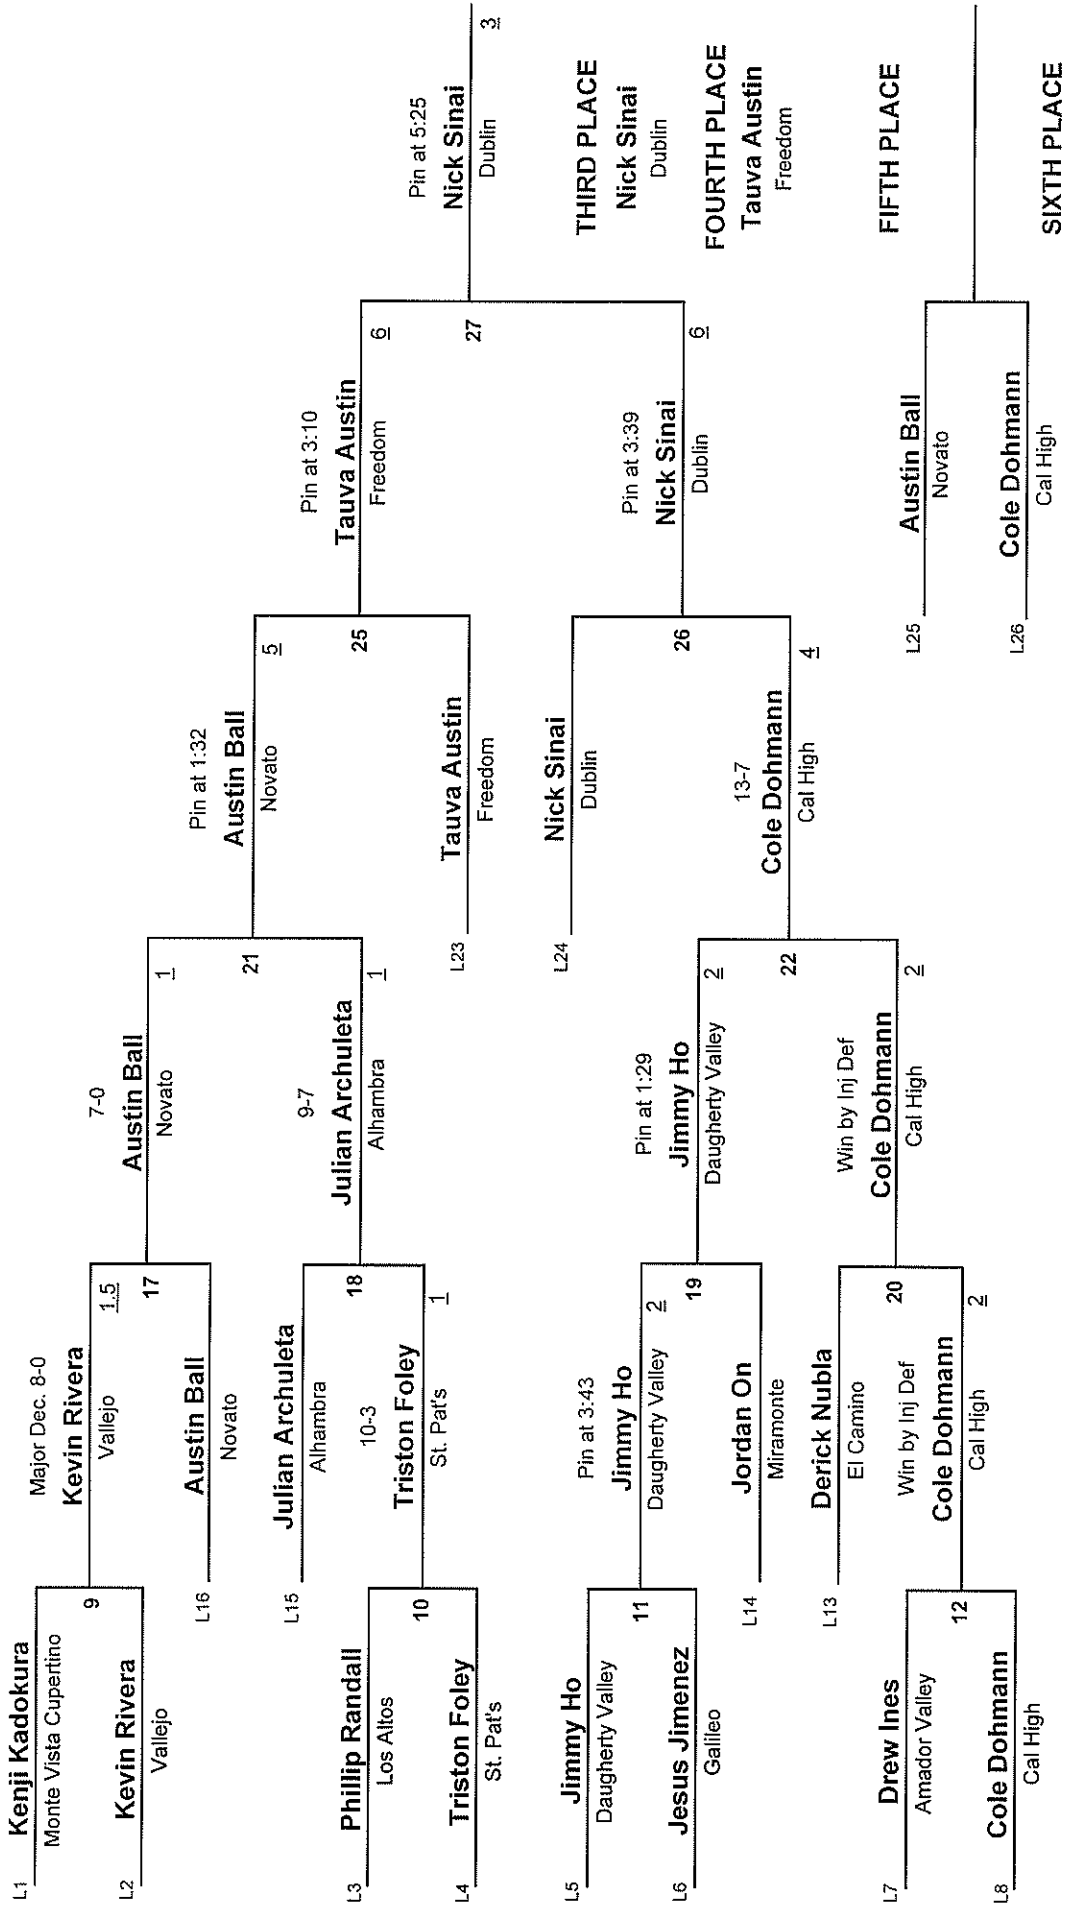 L1
Kenji Kadokura
Monte Vista Cupertino
9
L2
Kevin Rivera
Vallejo
L3
Phillip Randall
Los Altos
10
L4
Triston Foley
St. Pat's
L5
Jimmy Ho
Daugherty Valley
11
L6
Jesus Jimenez
Galileo
L7
Drew Ines
Amador Valley
12
L8
Cole Dohmann
Cal High
Major Dec. 8-0
Kevin Rivera
Vallejo
1.5
17
L16
Austin Ball
Novato
L15
Julian Archuleta
Alhambra
18
10-3
Triston Foley
St. Pat's
1
Pin at 3:43
Jimmy Ho
Daugherty Valley
2
19
L14
Jordan On
Miramonte
L13
Derick Nubla
El Camino
20
Win by Inj Def
Cole Dohmann
Cal High
2
7-0
Austin Ball
Novato
1
21
9-7
Julian Archuleta
Alhambra
1
Pin at 1:29
Jimmy Ho
Daugherty Valley
2
22
Win by Inj Def
Cole Dohmann
Cal High
2
Pin at 1:32
Austin Ball
Novato
5
25
L23
Tauva Austin
Freedom
L24
Nick Sinai
Dublin
26
13-7
Cole Dohmann
Cal High
4
Pin at 3:10
Tauva Austin
Freedom
6
27
Pin at 3:39
Nick Sinai
Dublin
6
L25
Austin Ball
Novato
L26
Cole Dohmann
Cal High
Pin at 5:25
Nick Sinai
Dublin
3
THIRD PLACE
Nick Sinai
Dublin
FOURTH PLACE
Tauva Austin
Freedom
FIFTH PLACE
SIXTH PLACE